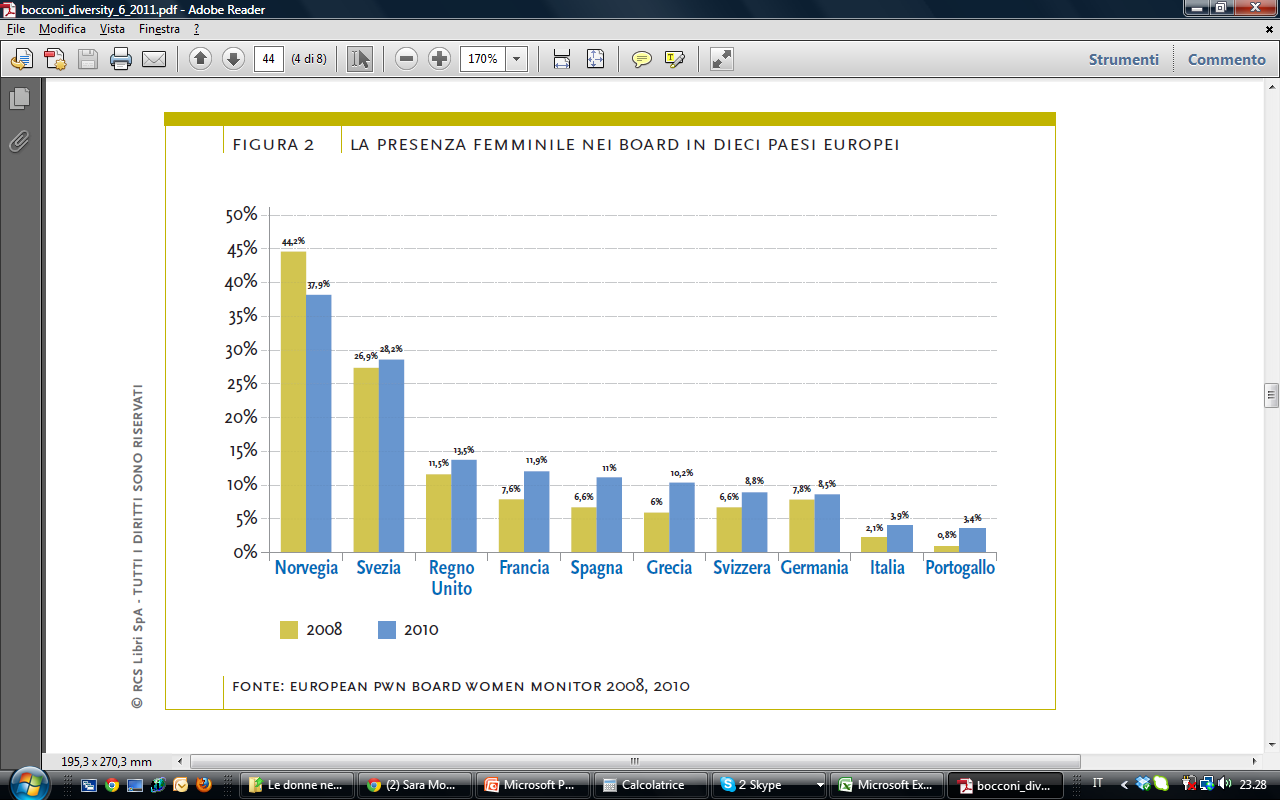 bocconi_diversity_6_2011.pdf - Adobe Reader
File Modifica Vista Finestra ?
44 (4 di 8) 170% Strumenti Commento
FIGURA 2 LA PRESENZA FEMMINILE NEI BOARD IN DIECI PAESI EUROPEI
50%
45%
40%
35%
30%
25%
20%
15%
10%
5%
0%
44,2% 37,9%
26,9% 28,2%
11,5% 13,5%
7,6% 11,9%
6,6% 11%
6% 10,2%
6,6% 8,8%
7,8% 8,5%
2,1% 3,9%
0,8% 3,4%
Norvegia Svezia Regno Unito Francia Spagna Grecia Svizzera Germania Italia Portogallo
2008 2010
FONTE: EUROPEAN PWN BOARD WOMEN MONITOR 2008, 2010
© RCS Libri SpA - TUTTI I DIRITTI SONO RISERVATI
195,3 x 270,3 mm
Le donne ne... (2) Sara Mo... Microsoft P... Calcolatrice 2 Skype Microsoft Ex... bocconi_div... IT 23.28